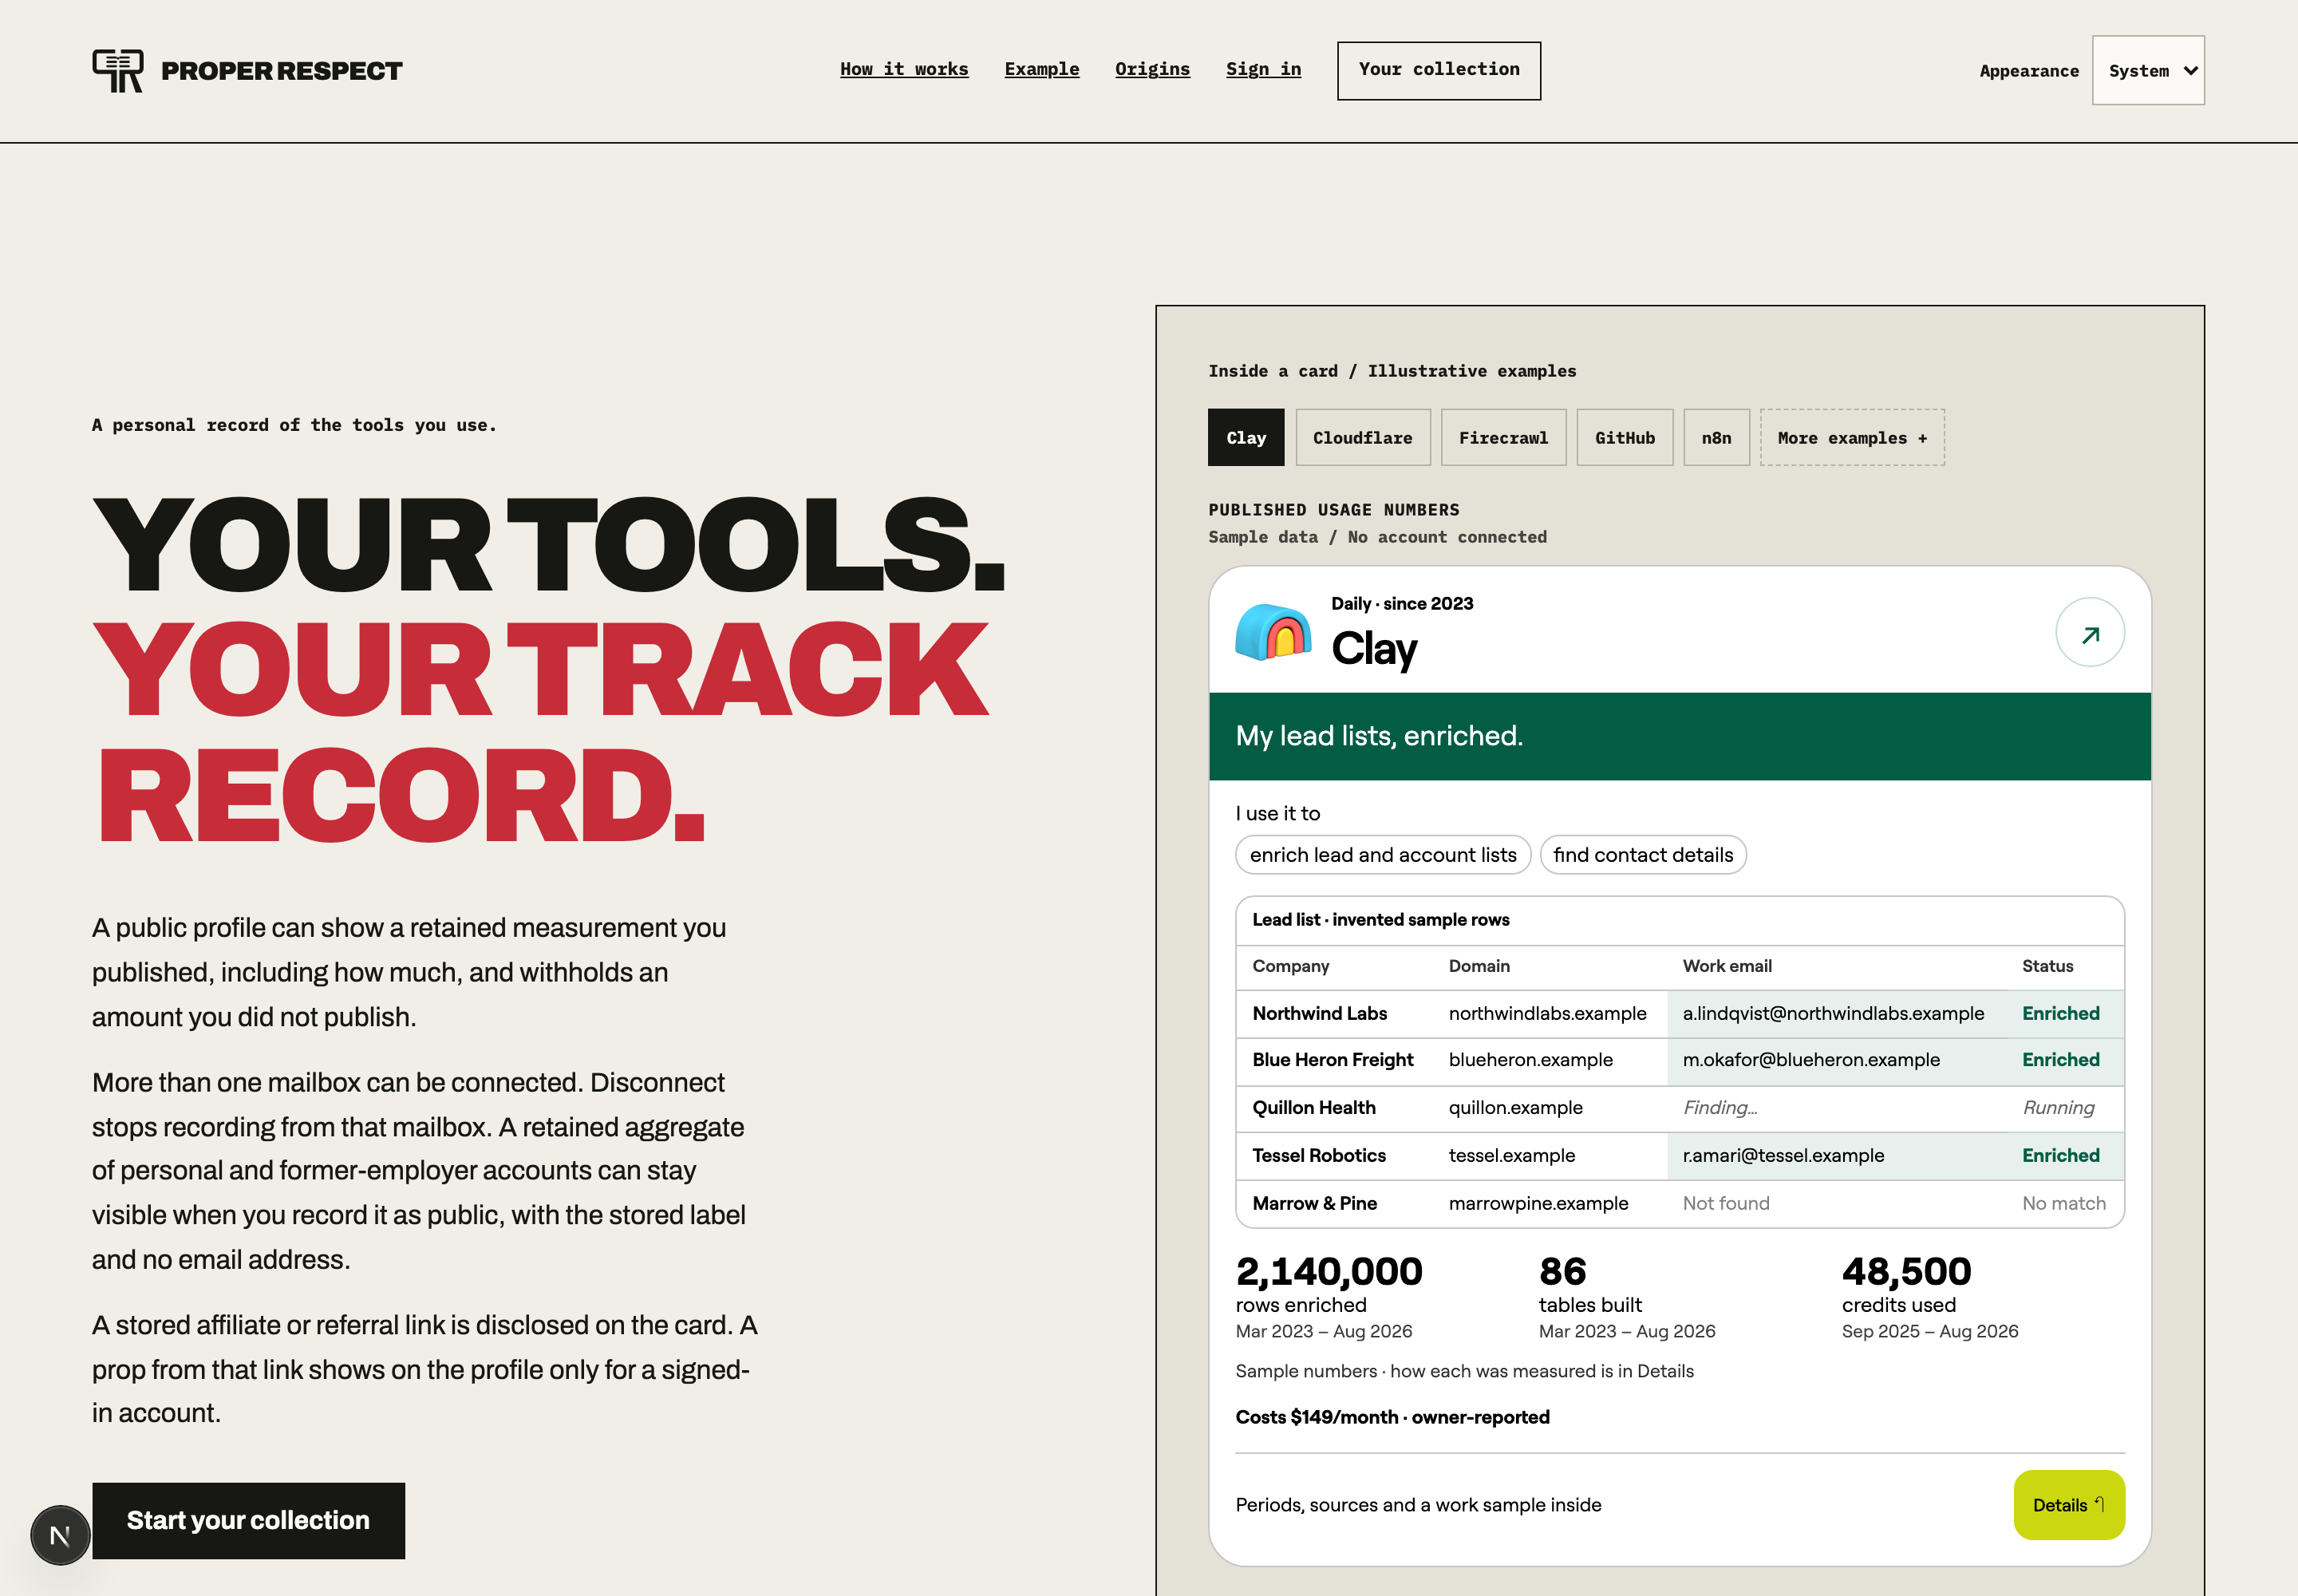 PROPER RESPECT
How it works
Example
Origins
Sign in
Your collection
Appearance
System
A personal record of the tools you use.
YOUR TOOLS.
YOUR TRACK
RECORD.
A public profile can show a retained measurement you
published, including how much, and withholds an
amount you did not publish.
More than one mailbox can be connected. Disconnect
stops recording from that mailbox. A retained aggregate
of personal and former-employer accounts can stay
visible when you record it as public, with the stored label
and no email address.
A stored affiliate or referral link is disclosed on the card. A
prop from that link shows on the profile only for a signed-
in account.
Start your collection
N
Inside a card / Illustrative examples
Clay
Cloudflare
Firecrawl
GitHub
n8n
More examples +
PUBLISHED USAGE NUMBERS
Sample data / No account connected
Daily · since 2023
Clay
My lead lists, enriched.
I use it to
enrich lead and account lists
find contact details
Lead list · invented sample rows
Company Domain Work email Status
Northwind Labs northwindlabs.example a.lindqvist@northwindlabs.example Enriched
Blue Heron Freight blueheron.example m.okafor@blueheron.example Enriched
Quillon Health quillon.example Finding… Running
Tessel Robotics tessel.example r.amari@tessel.example Enriched
Marrow & Pine marrowpine.example Not found No match
2,140,000
rows enriched
Mar 2023 – Aug 2026
86
tables built
Mar 2023 – Aug 2026
48,500
credits used
Sep 2025 – Aug 2026
Sample numbers · how each was measured is in Details
Costs $149/month · owner-reported
Periods, sources and a work sample inside
Details